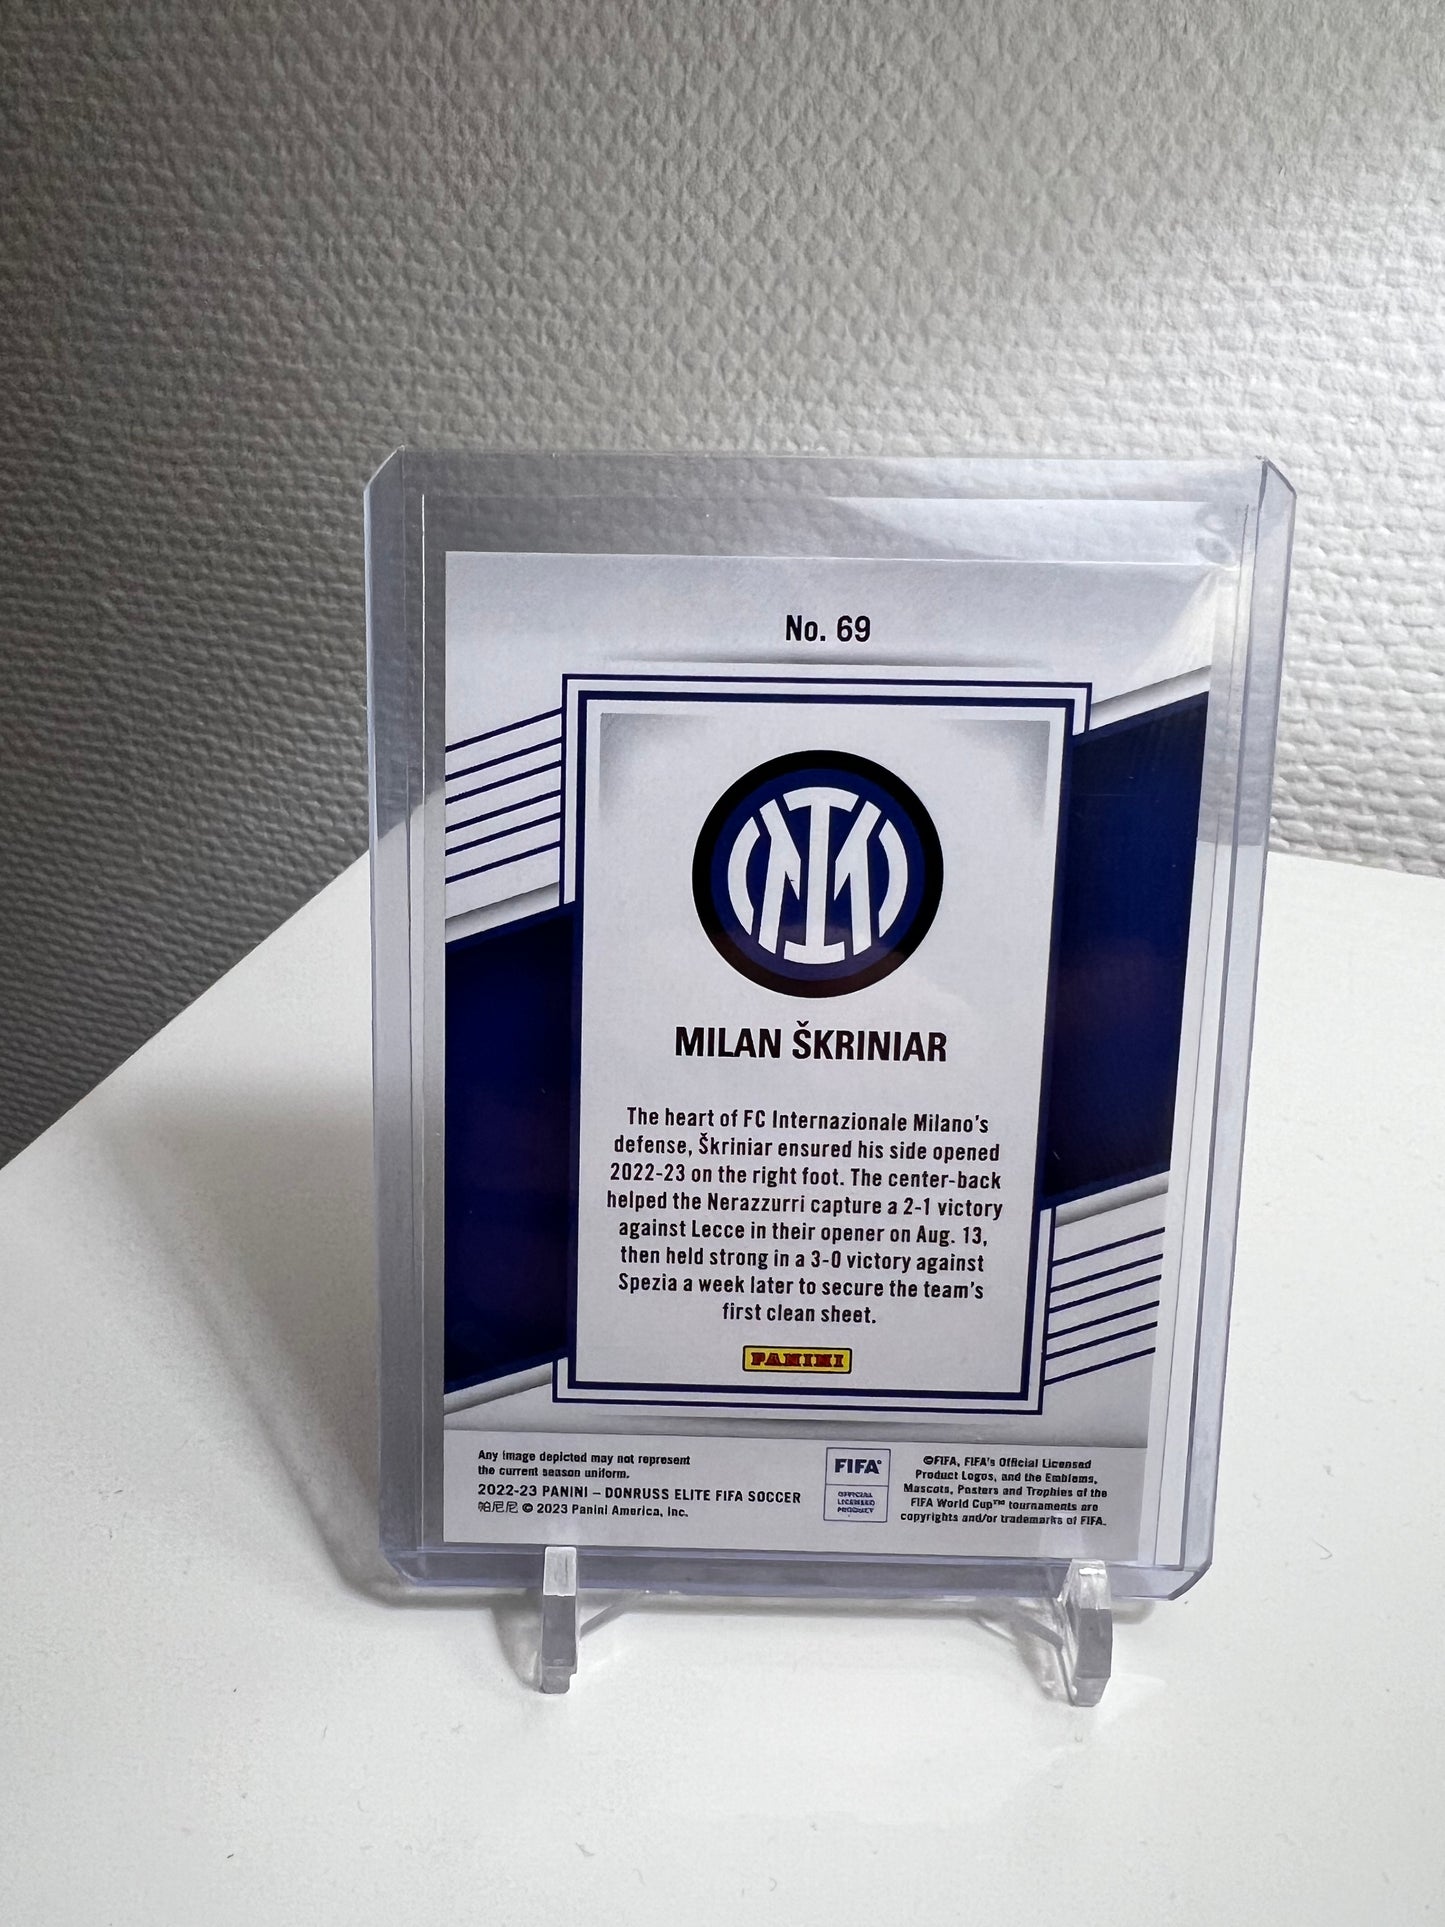 No. 69
MILAN ŠKRINIAR
The heart of FC Internazionale Milano's
defense, Škriniar ensured his side opened
2022-23 on the right foot. The center-back
helped the Nerazzurri capture a 2-1 victory
against Lecce in their opener on Aug. 13,
then held strong in a 3-0 victory against
Spezia a week later to secure the team's
first clean sheet.
PANINI
Any image depicted may not represent
the current season uniform.
2022-23 PANINI – DONRUSS ELITE FIFA SOCCER
帕尼尼 © 2023 Panini America, Inc.
FIFA®
OFFICIAL
LICENSED
PRODUCT
©FIFA, FIFA's Official Licensed
Product Logos, and the Emblems,
Mascots, Posters and Trophies of the
FIFA World Cup™ tournaments are
copyrights and/or trademarks of FIFA.